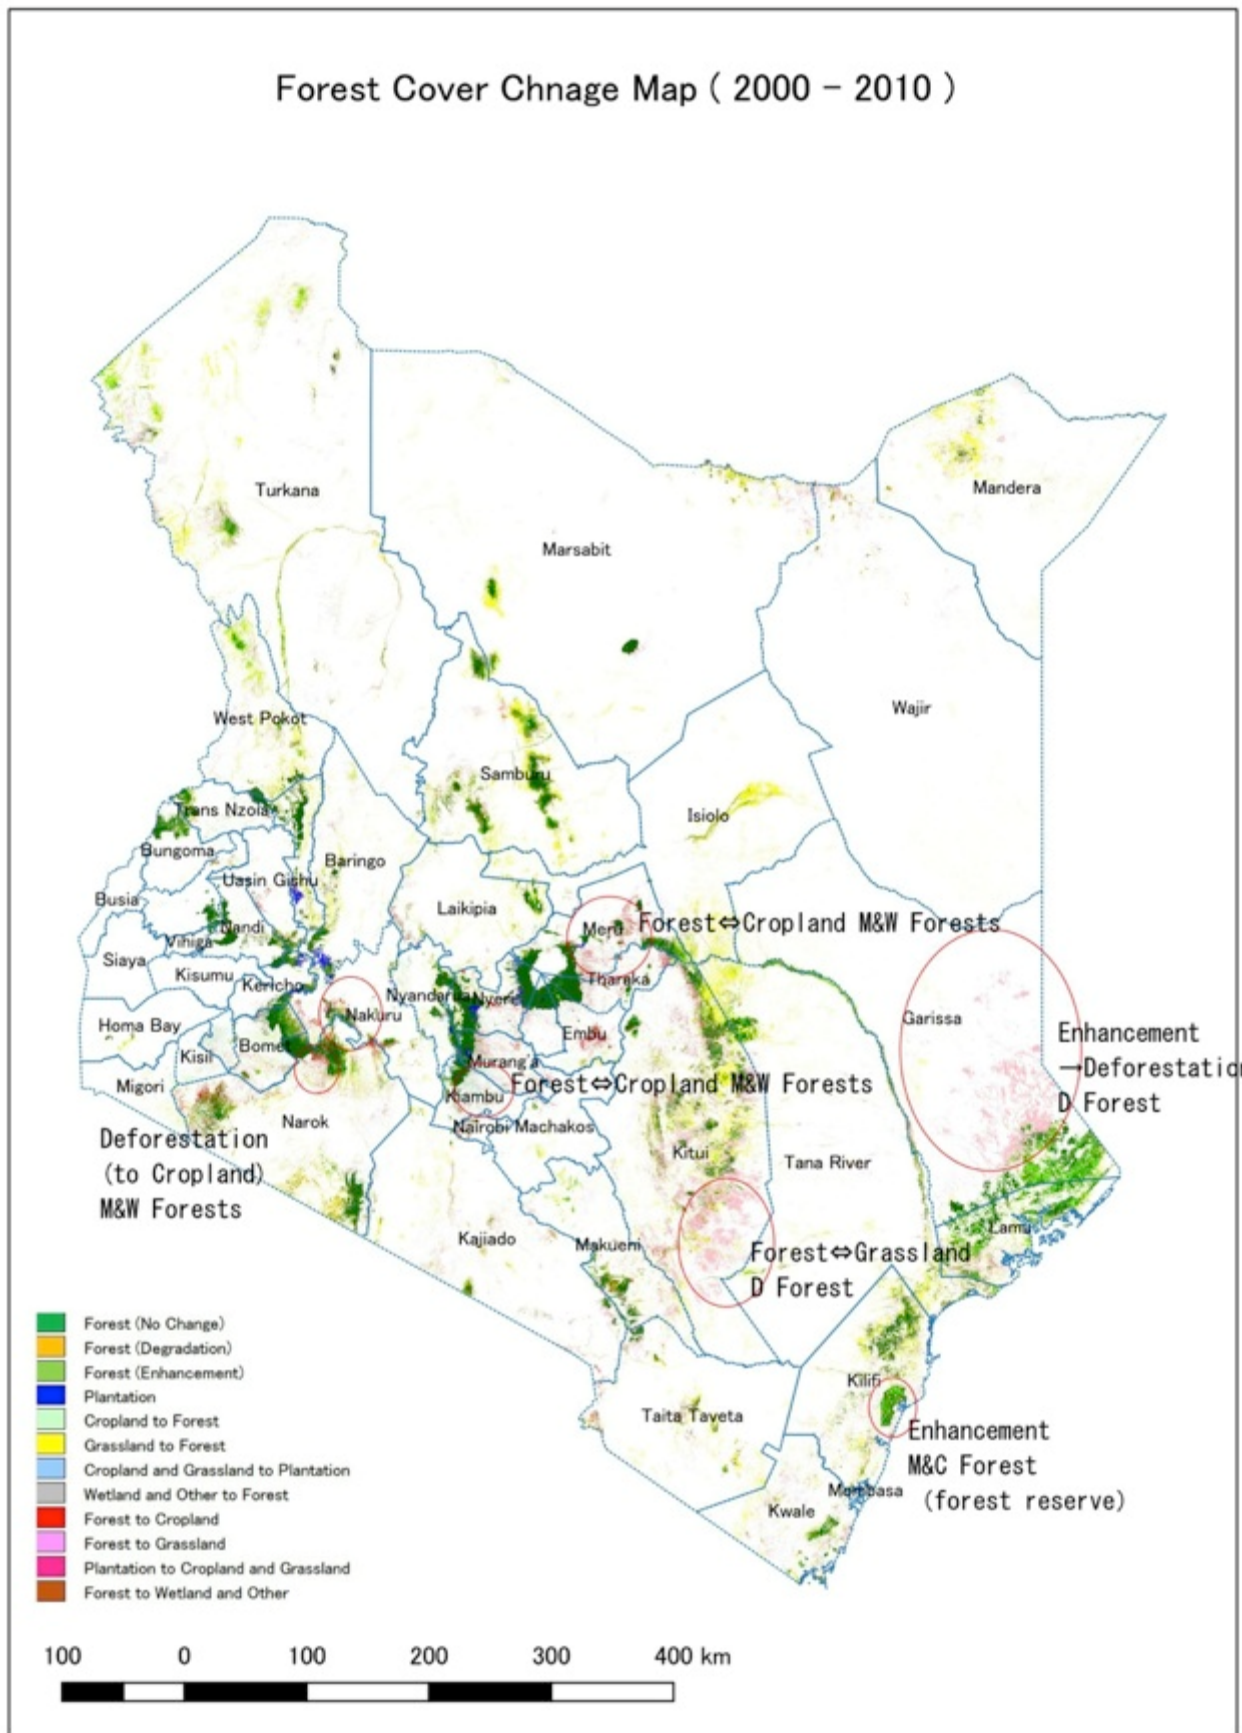 Forest Cover Chnage Map ( 2000 - 2010 )
Turkana
Mandera
Marsabit
Wajir
West Pokot
Samburu
Isiolo
Trans Nzoia
Bungoma
Baringo
Uasin Gishu
Busia
Laikipia
Nandi
Meru
Forest⇔Cropland M&W Forests
Vihiga
Siaya
Kisumu
Kericho
Tharaka
Nyandarua
Nyeri
Nakuru
Garissa
Homa Bay
Embu
Enhancement
→Deforestation
D Forest
Kisii
Bomet
Murang'a
Migori
Forest⇔Cropland M&W Forests
Kiambu
Narok
Nairobi
Machakos
Deforestation
(to Cropland)
M&W Forests
Kitui
Tana River
Lamu
Kajiado
Makueni
Forest⇔Grassland
D Forest
Kilifi
Taita Taveta
Enhancement
M&C Forest
(forest reserve)
Mombasa
Kwale
Forest (No Change)
Forest (Degradation)
Forest (Enhancement)
Plantation
Cropland to Forest
Grassland to Forest
Cropland and Grassland to Plantation
Wetland and Other to Forest
Forest to Cropland
Forest to Grassland
Plantation to Cropland and Grassland
Forest to Wetland and Other
100 0 100 200 300 400 km